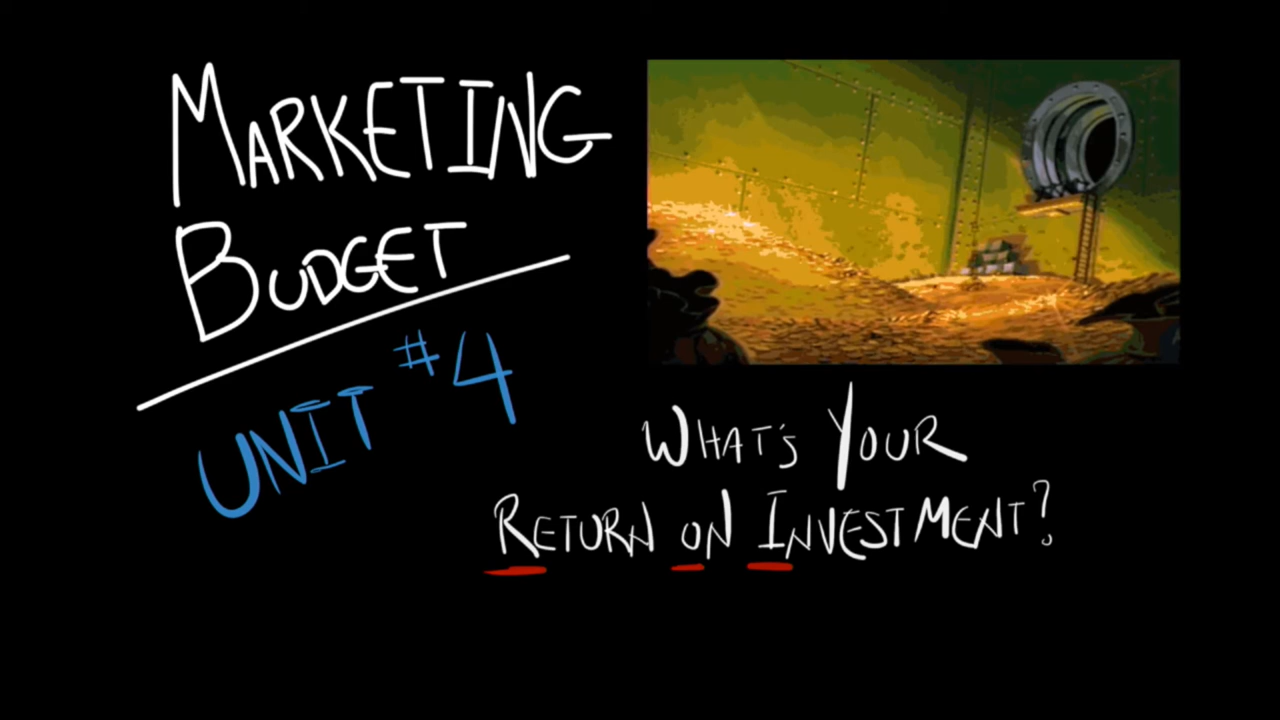 MARKETING
BUDGET
UNIT #4
WHAT'S YOUR
RETURN ON INVESTMENT?